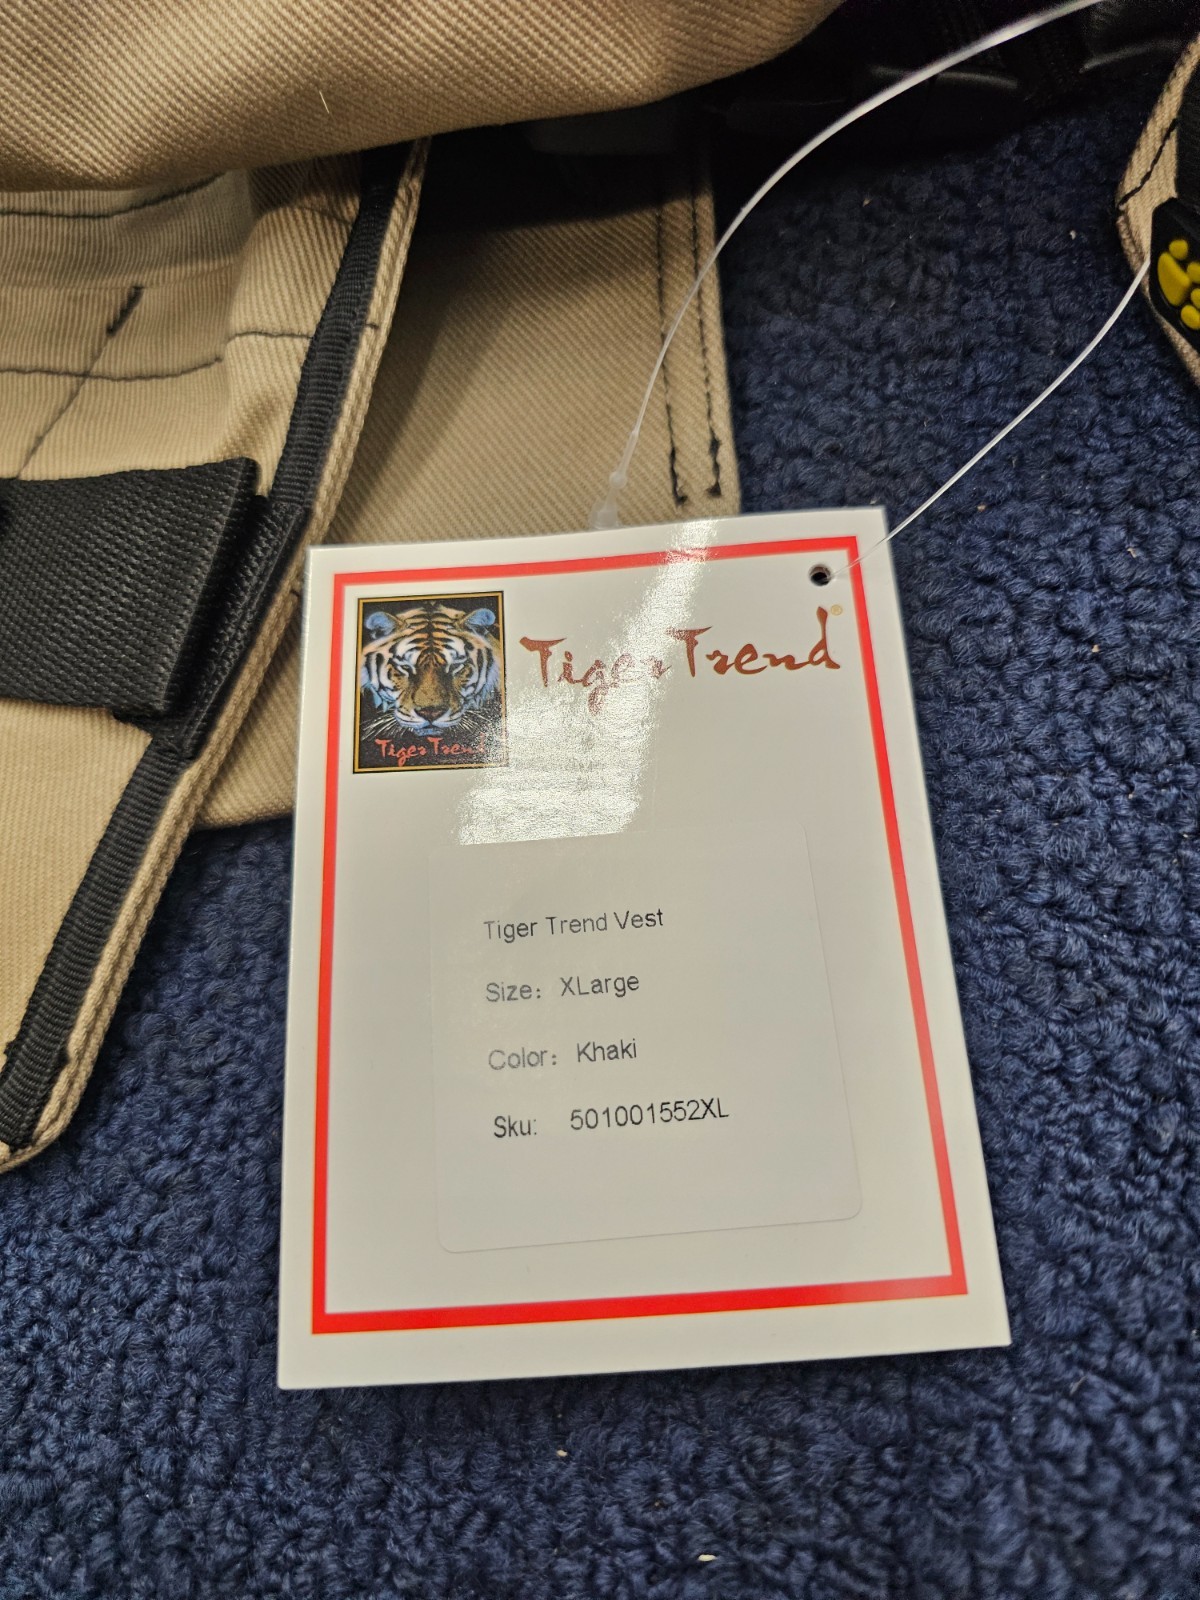 Tiger Trend®
Tiger Trend
Tiger Trend Vest
Size: XLarge
Color: Khaki
Sku: 501001552XL